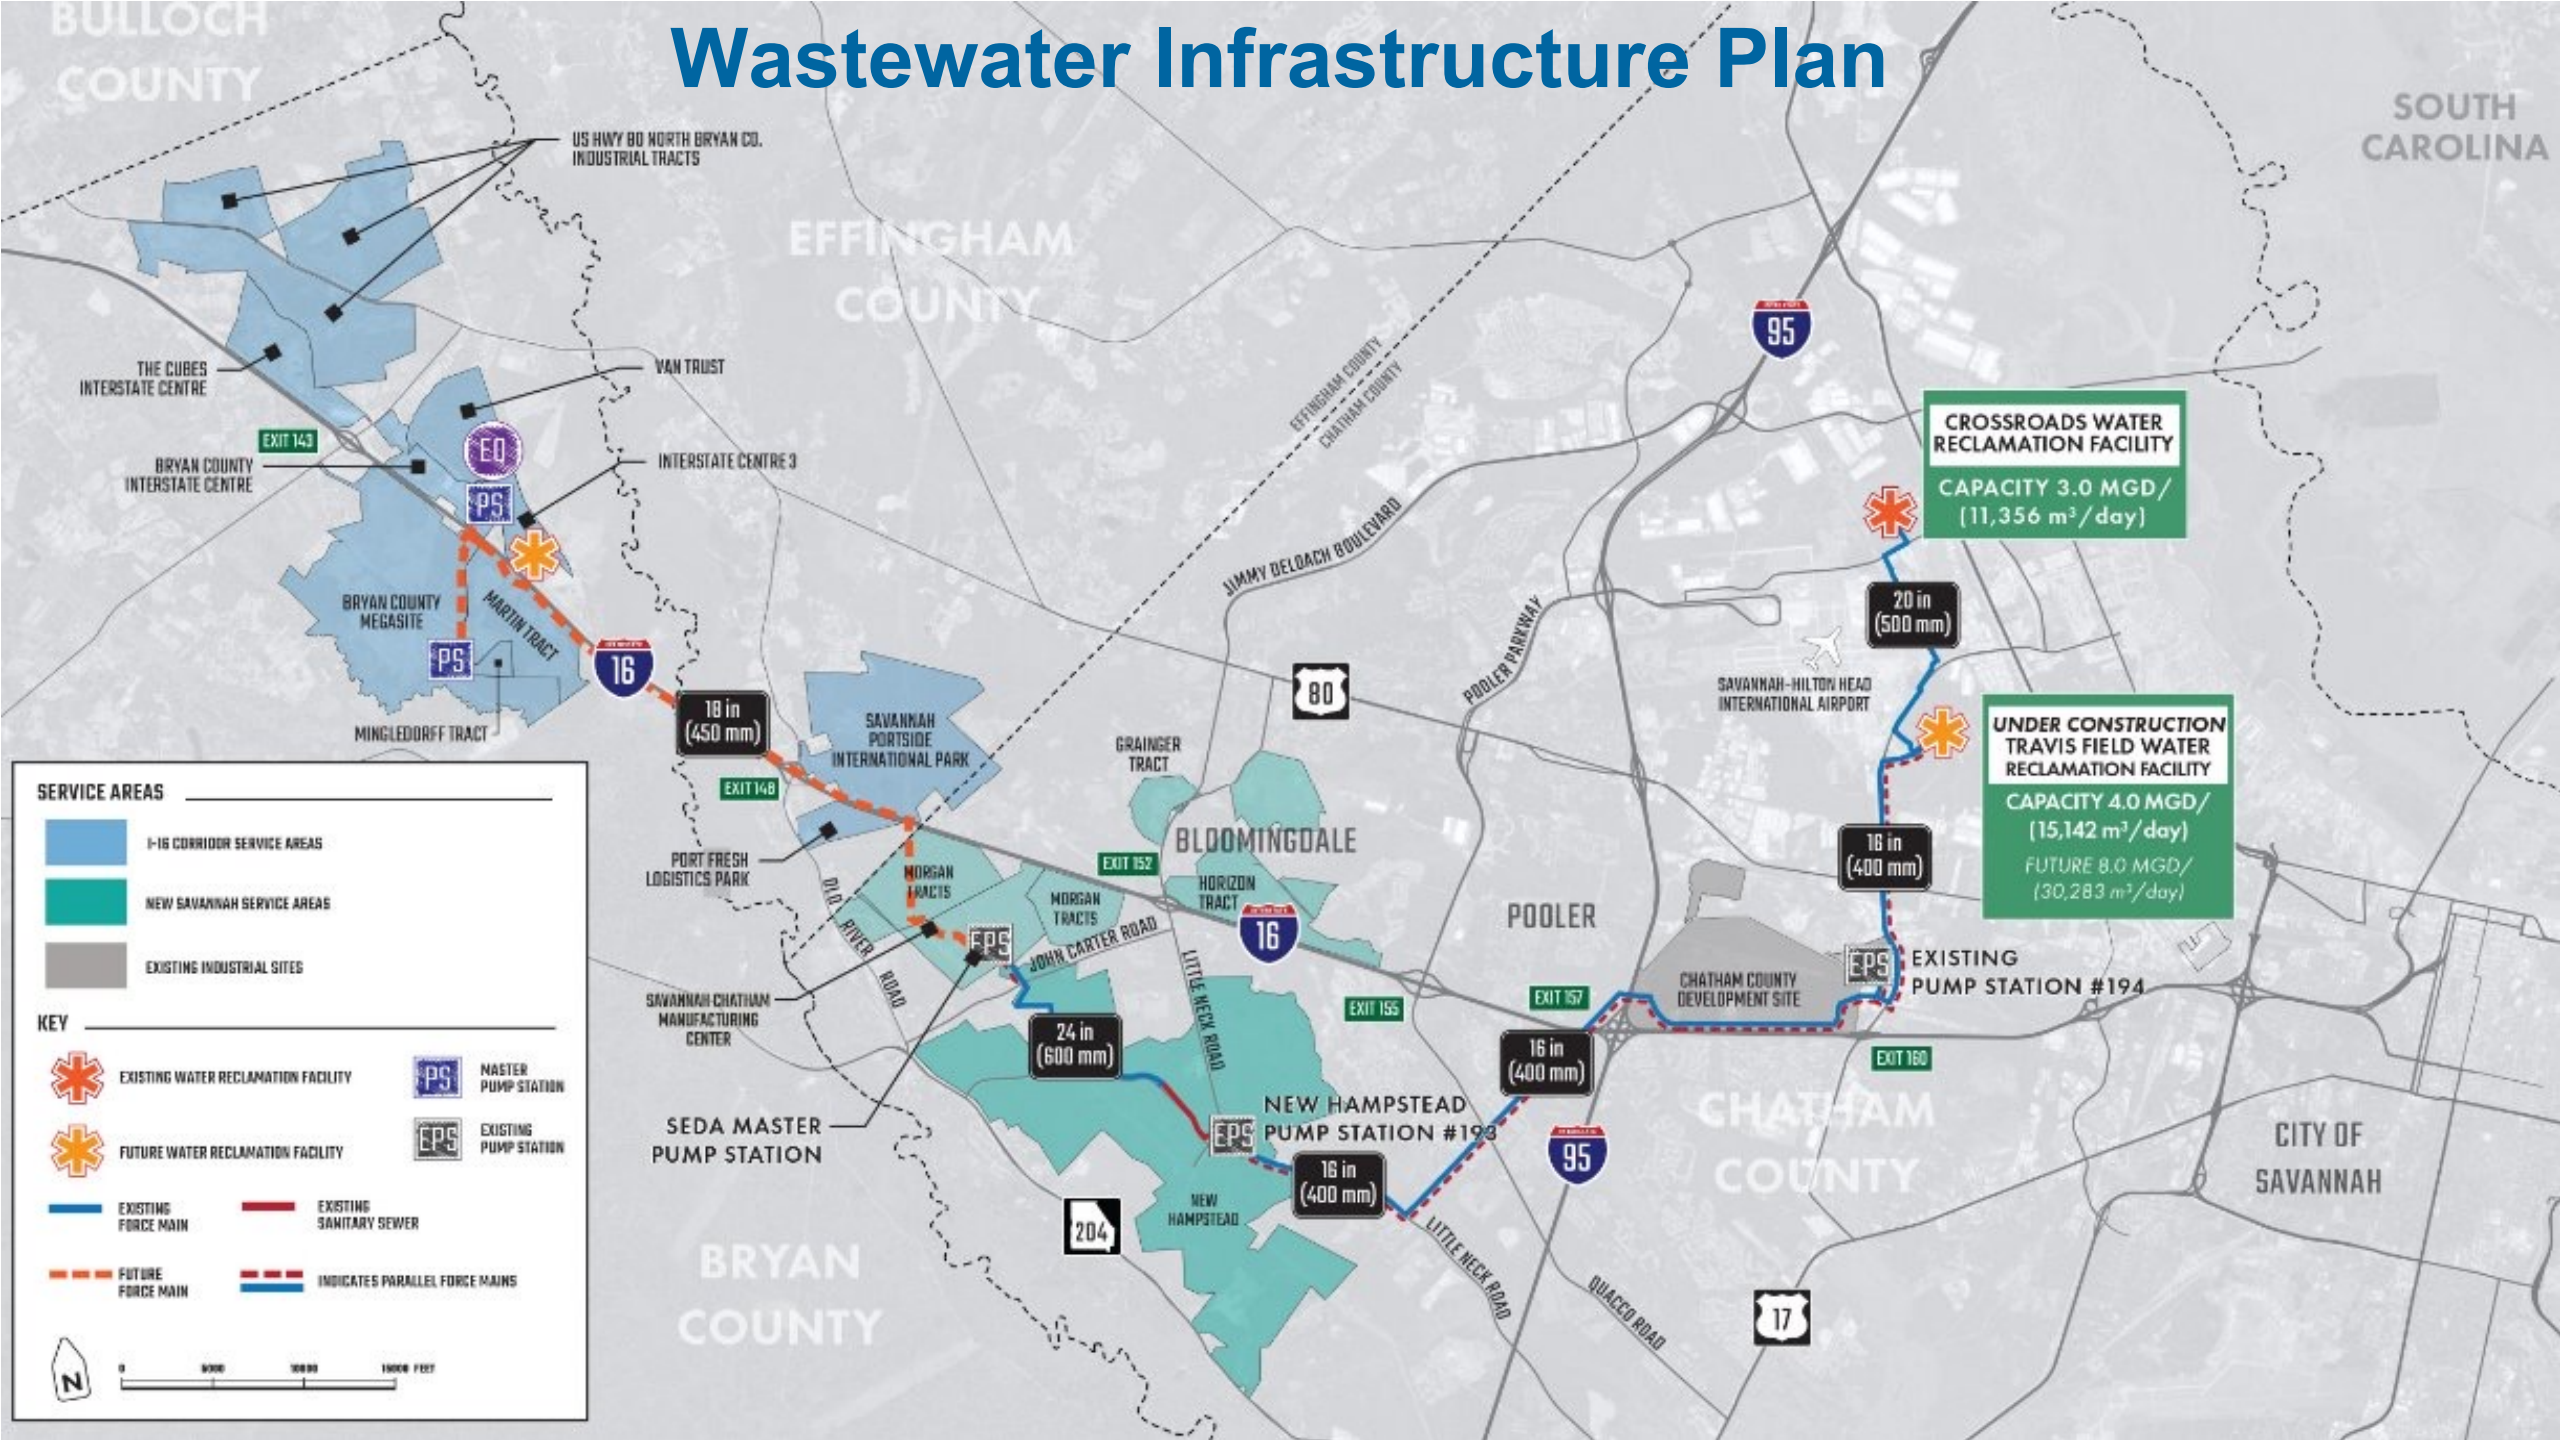 Wastewater Infrastructure Plan
BULLOCH
COUNTY
SOUTH
CAROLINA
US HWY 80 NORTH BRYAN CO.
INDUSTRIAL TRACTS
EFFINGHAM
COUNTY
95
EFFINGHAM COUNTY
CHATHAM COUNTY
THE CUBES
INTERSTATE CENTRE
VAN TRUST
EXIT 143
EQ
BRYAN COUNTY
INTERSTATE CENTRE
INTERSTATE CENTRE 3
PS
CROSSROADS WATER
RECLAMATION FACILITY
CAPACITY 3.0 MGD/
(11,356 m³/day)
JIMMY DELOACH BOULEVARD
BRYAN COUNTY
MEGASITE
MARTIN TRACT
PS
16
MINGLEDORFF TRACT
18 in
(450 mm)
20 in
(500 mm)
80
POOLER PARKWAY
SAVANNAH-HILTON HEAD
INTERNATIONAL AIRPORT
SAVANNAH
PORTSIDE
INTERNATIONAL PARK
GRAINGER
TRACT
UNDER CONSTRUCTION
TRAVIS FIELD WATER
RECLAMATION FACILITY
CAPACITY 4.0 MGD/
(15,142 m³/day)
FUTURE 8.0 MGD/
(30,283 m³/day)
EXIT 148
BLOOMINGDALE
16 in
(400 mm)
PORT FRESH
LOGISTICS PARK
EXIT 152
MORGAN
TRACTS
MORGAN
TRACTS
HORIZON
TRACT
16
POOLER
OLD RIVER ROAD
EPS
JOHN CARTER ROAD
LITTLE NECK ROAD
CHATHAM COUNTY
DEVELOPMENT SITE
EPS
EXISTING
PUMP STATION #194
SAVANNAH-CHATHAM
MANUFACTURING
CENTER
EXIT 155
EXIT 157
24 in
(600 mm)
16 in
(400 mm)
EXIT 160
SEDA MASTER
PUMP STATION
EPS
NEW HAMPSTEAD
PUMP STATION #193
16 in
(400 mm)
95
CHATHAM
COUNTY
CITY OF
SAVANNAH
NEW
HAMPSTEAD
204
BRYAN
COUNTY
LITTLE NECK ROAD
QUACCO ROAD
17
SERVICE AREAS
I-16 CORRIDOR SERVICE AREAS
NEW SAVANNAH SERVICE AREAS
EXISTING INDUSTRIAL SITES
KEY
EXISTING WATER RECLAMATION FACILITY
PS
MASTER
PUMP STATION
FUTURE WATER RECLAMATION FACILITY
EPS
EXISTING
PUMP STATION
EXISTING
FORCE MAIN
EXISTING
SANITARY SEWER
FUTURE
FORCE MAIN
INDICATES PARALLEL FORCE MAINS
N
0 5000 10000 15000 FEET